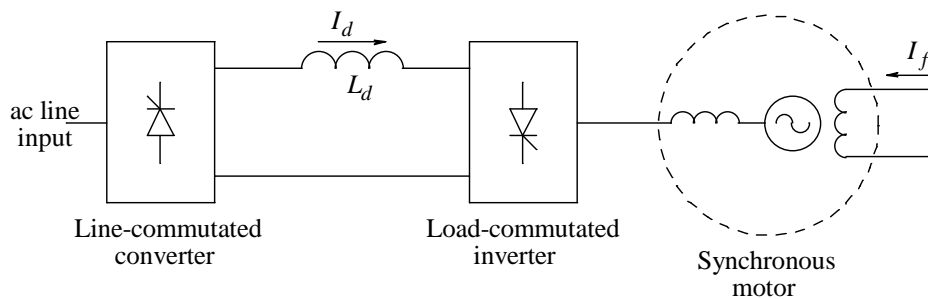 I_d
L_d
I_f
ac line
input
Line-commutated
converter
Load-commutated
inverter
Synchronous
motor